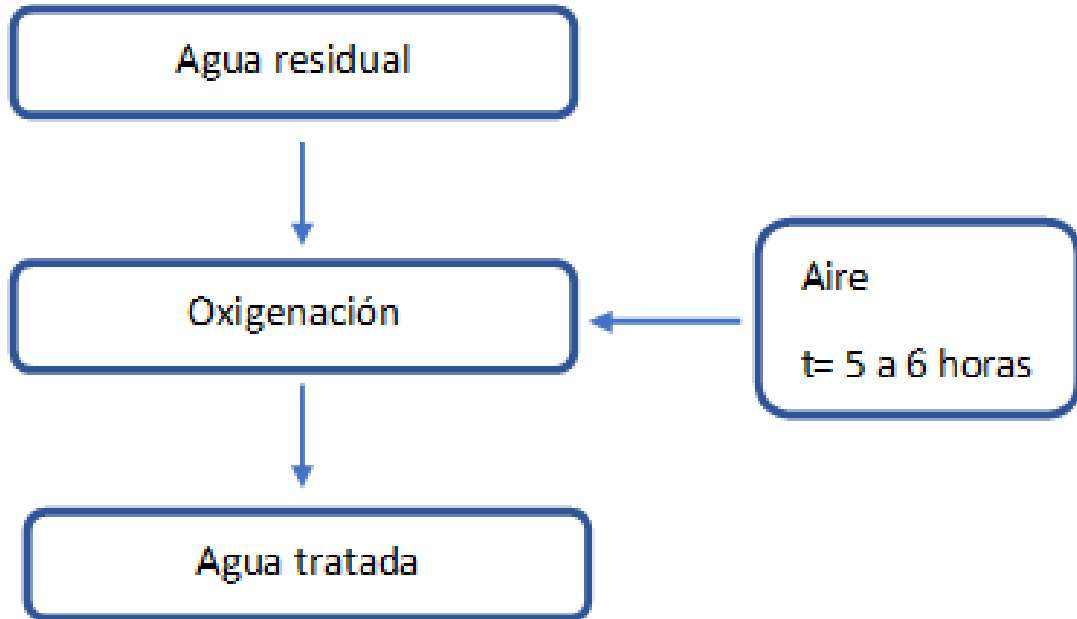 Agua residual
Oxigenación
Aire
t= 5 a 6 horas
Agua tratada